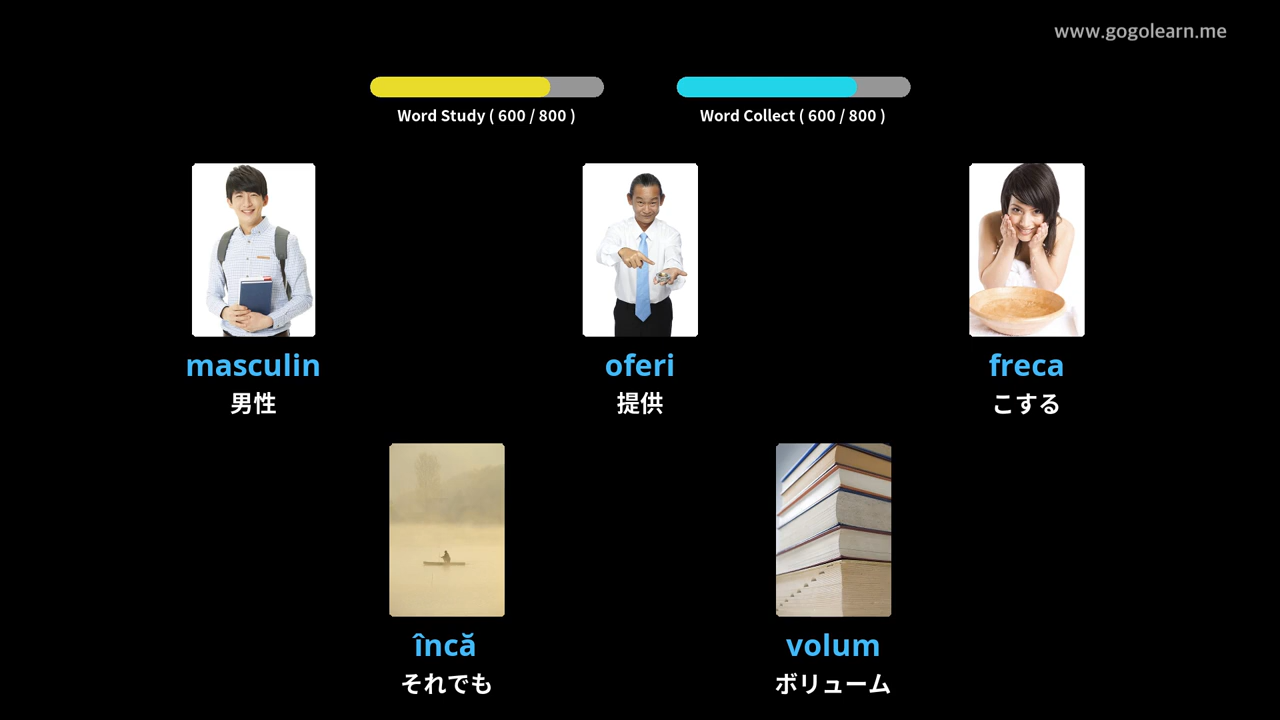 www.gogolearn.me
Word Study ( 600 / 800 )
Word Collect ( 600 / 800 )
masculin
男性
oferi
提供
freca
こする
încă
それでも
volum
ボリューム